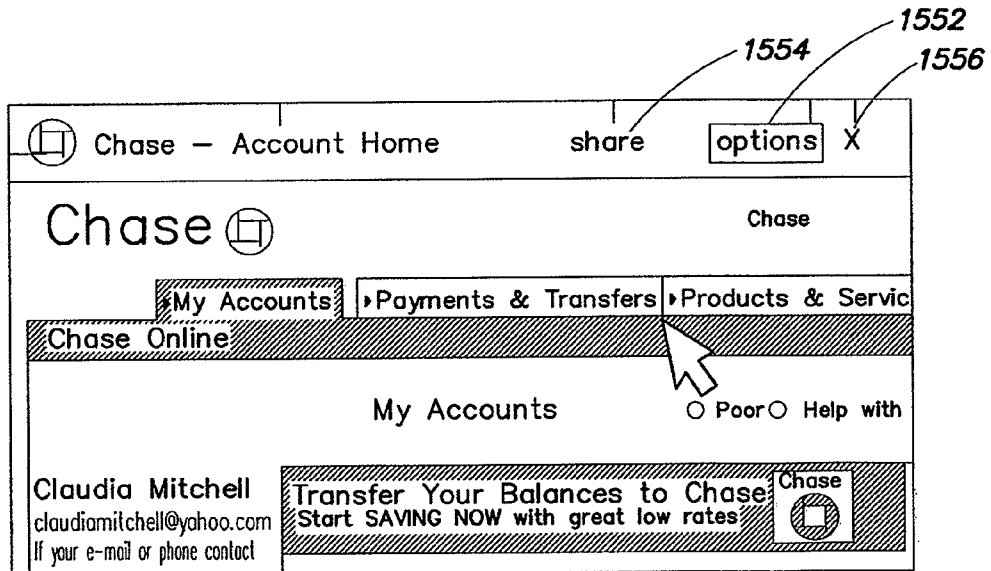 1552
1554
1556
Chase – Account Home share options X
Chase Chase
My Accounts Payments & Transfers Products & Servic
Chase Online
My Accounts Poor Help with
Claudia Mitchell
claudiamitchell@yahoo.com
If your e-mail or phone contact
Transfer Your Balances to Chase
Start SAVING NOW with great low rates
Chase